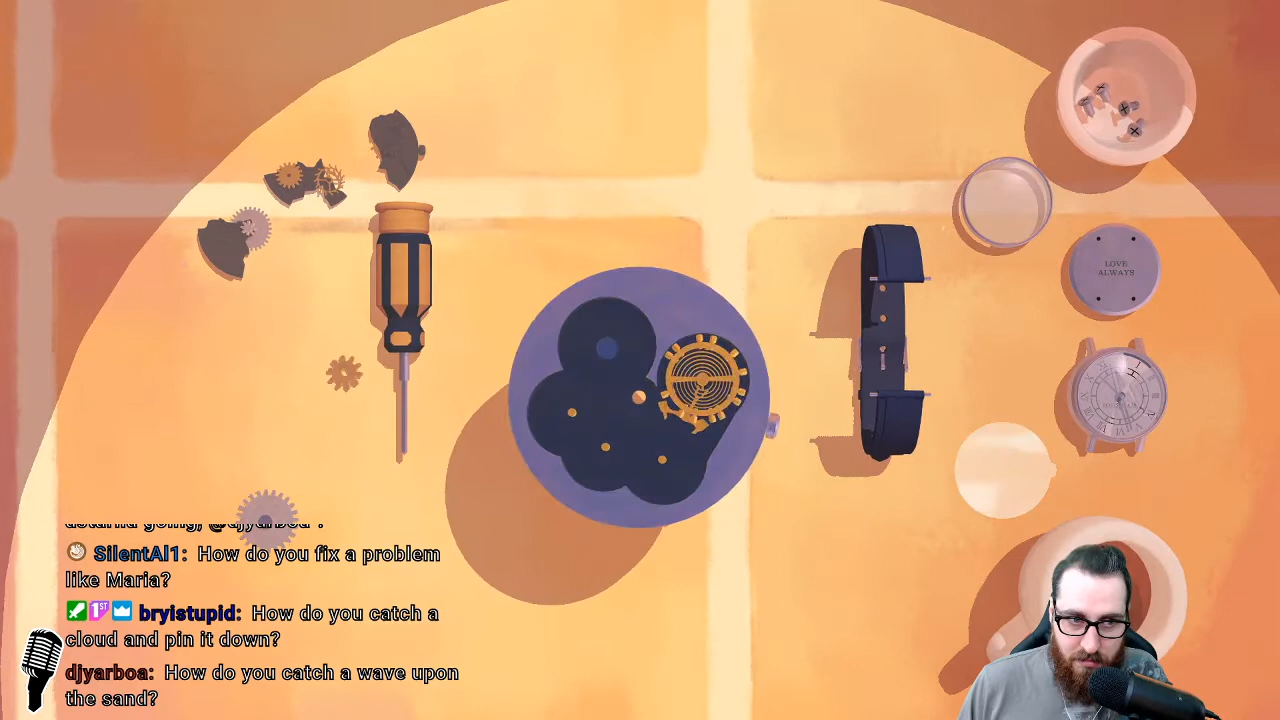 LOVE
ALWAYS
SilentAl1: How do you fix a problem
like Maria?
1ST bryistupid: How do you catch a
cloud and pin it down?
djyarboa: How do you catch a wave upon
the sand?